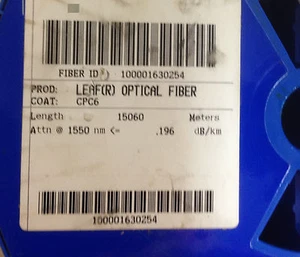 FIBER ID 100001630254
PROD: LEAF(R) OPTICAL FIBER
COAT: CPC6
Length 15060 Meters
Attn @ 1550 nm <= .196 dB/km
100001630254